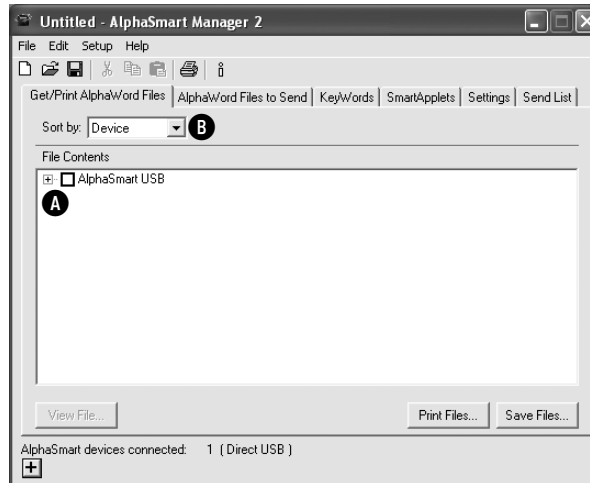 Untitled - AlphaSmart Manager 2
File Edit Setup Help
Get/Print AlphaWord Files AlphaWord Files to Send KeyWords SmartApplets Settings Send List
Sort by: Device B
File Contents
AlphaSmart USB
A
View File... Print Files... Save Files...
AlphaSmart devices connected: 1 ( Direct USB )